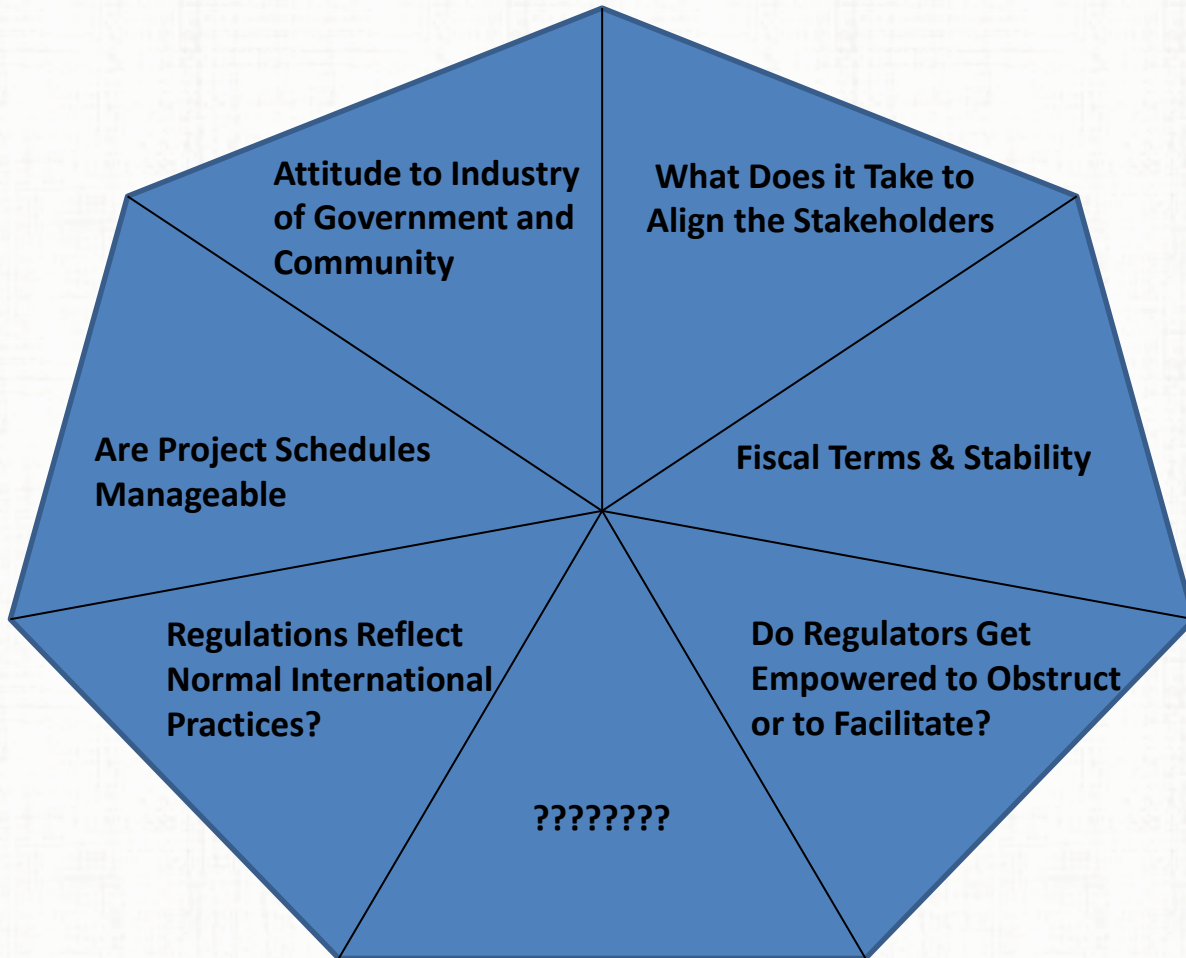 Attitude to Industry
of Government and
Community
What Does it Take to
Align the Stakeholders
Are Project Schedules
Manageable
Fiscal Terms & Stability
Regulations Reflect
Normal International
Practices?
Do Regulators Get
Empowered to Obstruct
or to Facilitate?
????????